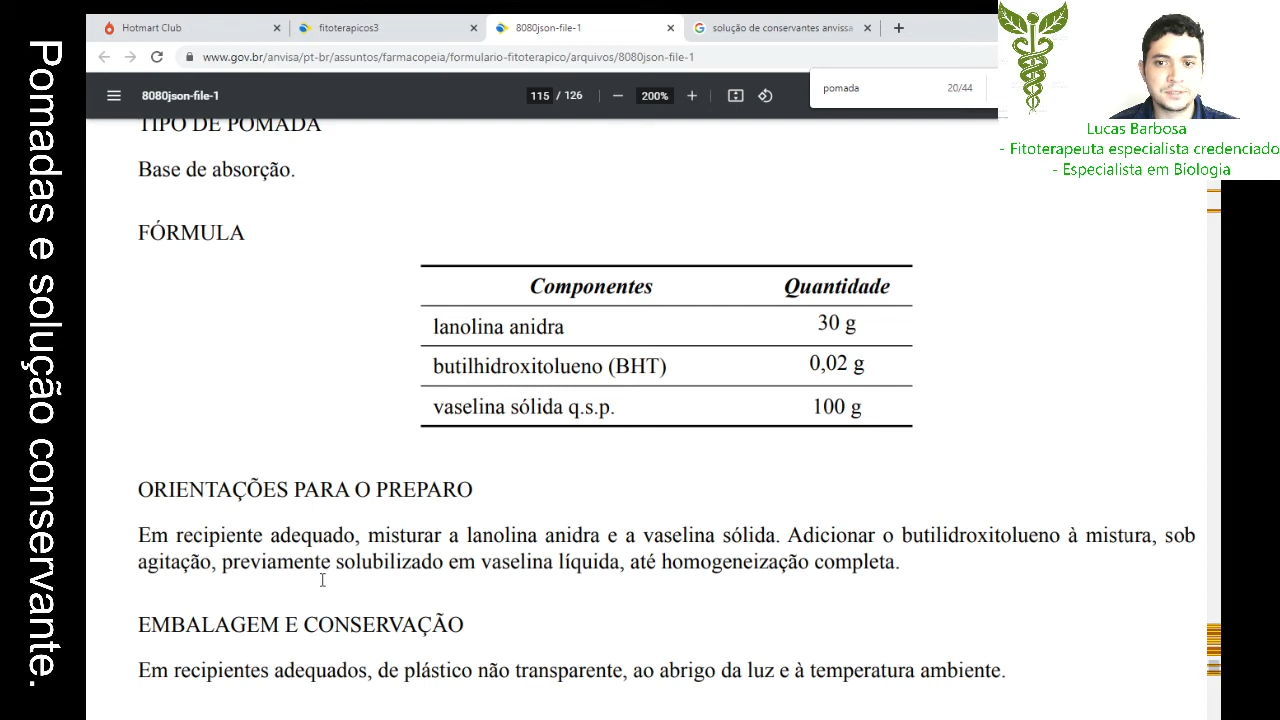 Pomadas e solução conservante.
Hotmart Club
fitoterapicos3
8080json-file-1
solução de conservantes anvissa
www.gov.br/anvisa/pt-br/assuntos/farmacopeia/formulario-fitoterapico/arquivos/8080json-file-1
8080json-file-1
115 / 126
200%
pomada 20/44
Lucas Barbosa
- Fitoterapeuta especialista credenciado
- Especialista em Biologia
TIPO DE POMADA
Base de absorção.
FÓRMULA
Componentes Quantidade
lanolina anidra 30 g
butilhidroxitolueno (BHT) 0,02 g
vaselina sólida q.s.p. 100 g
ORIENTAÇÕES PARA O PREPARO
Em recipiente adequado, misturar a lanolina anidra e a vaselina sólida. Adicionar o butilidroxitolueno à mistura, sob
agitação, previamente solubilizado em vaselina líquida, até homogeneização completa.
EMBALAGEM E CONSERVAÇÃO
Em recipientes adequados, de plástico não transparente, ao abrigo da luz e à temperatura ambiente.